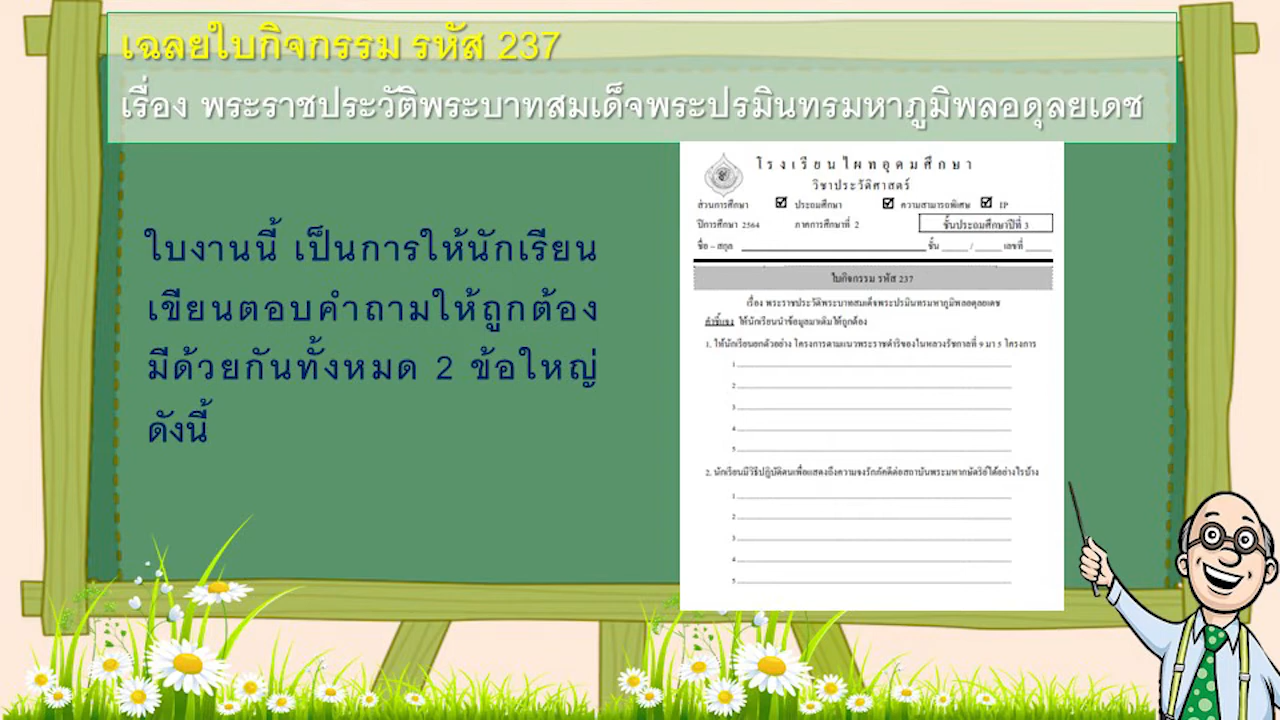 เฉลยใบกิจกรรม รหัส 237
เรื่อง พระราชประวัติพระบาทสมเด็จพระปรมินทรมหาภูมิพลอดุลยเดช
ใบงานนี้ เป็นการให้นักเรียน
เขียนตอบคำถามให้ถูกต้อง
มีด้วยกันทั้งหมด 2 ข้อใหญ่
ดังนี้
โรงเรียนไผทอุดมศึกษา
วิชาประวัติศาสตร์
ส่วนการศึกษา ☑ ประถมศึกษา ☑ ความสามารถพิเศษ ☑ IP
ปีการศึกษา 2564 ภาคการศึกษาที่ 2 ชั้นประถมศึกษาปีที่ 3
ชื่อ – สกุล ชั้น / เลขที่
ใบกิจกรรม รหัส 237
เรื่อง พระราชประวัติพระบาทสมเด็จพระปรมินทรมหาภูมิพลอดุลยเดช
คำชี้แจง ให้นักเรียนนำข้อมูลมาเติมให้ถูกต้อง
1. ให้นักเรียนยกตัวอย่าง โครงการตามแนวพระราชดำริของในหลวงรัชกาลที่ 9 มา 5 โครงการ
1
2
3
4
5
2. นักเรียนมีวิธีปฏิบัติตนเพื่อแสดงถึงความจงรักภักดีต่อสถาบันพระมหากษัตริย์ได้อย่างไรบ้าง
1
2
3
4
5